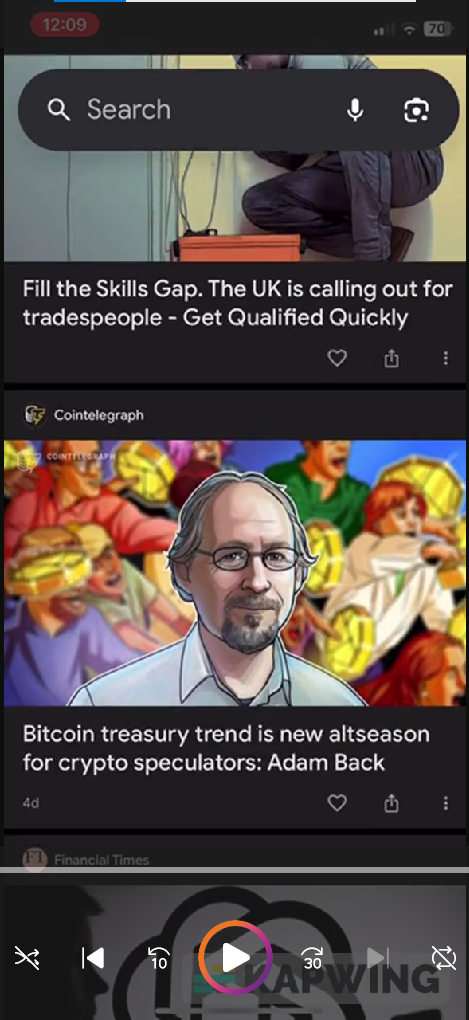 12:09
70
Search
Fill the Skills Gap. The UK is calling out for
tradespeople - Get Qualified Quickly
Cointelegraph
COINTELEGRAPH
Bitcoin treasury trend is new altseason
for crypto speculators: Adam Back
4d
FT
Financial Times
10
30
KAPWING